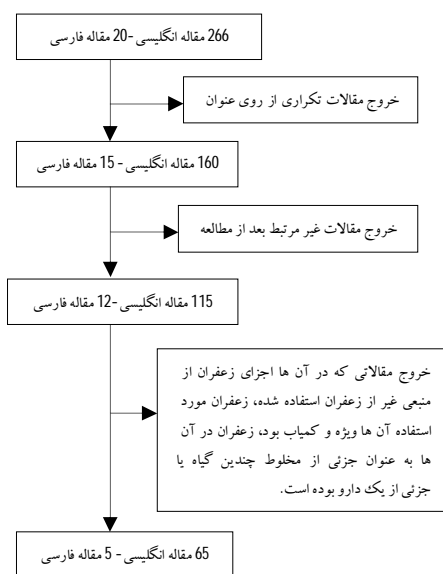 266 مقاله انگلیسی -20 مقاله فارسی
خروج مقالات تکراری از روی عنوان
160 مقاله انگلیسی - 15 مقاله فارسی
خروج مقالات غیر مرتبط بعد از مطالعه
115 مقاله انگلیسی -12 مقاله فارسی
خروج مقالاتی که در آن ها اجزای زعفران از
منبعی غیر از زعفران استفاده شده، زعفران مورد
استفاده آن ها ویژه و کمیاب بود، زعفران در آن
ها به عنوان جزئی از مخلوط چندین گیاه یا
جزئی از یک دارو بوده است.
65 مقاله انگلیسی - 5 مقاله فارسی